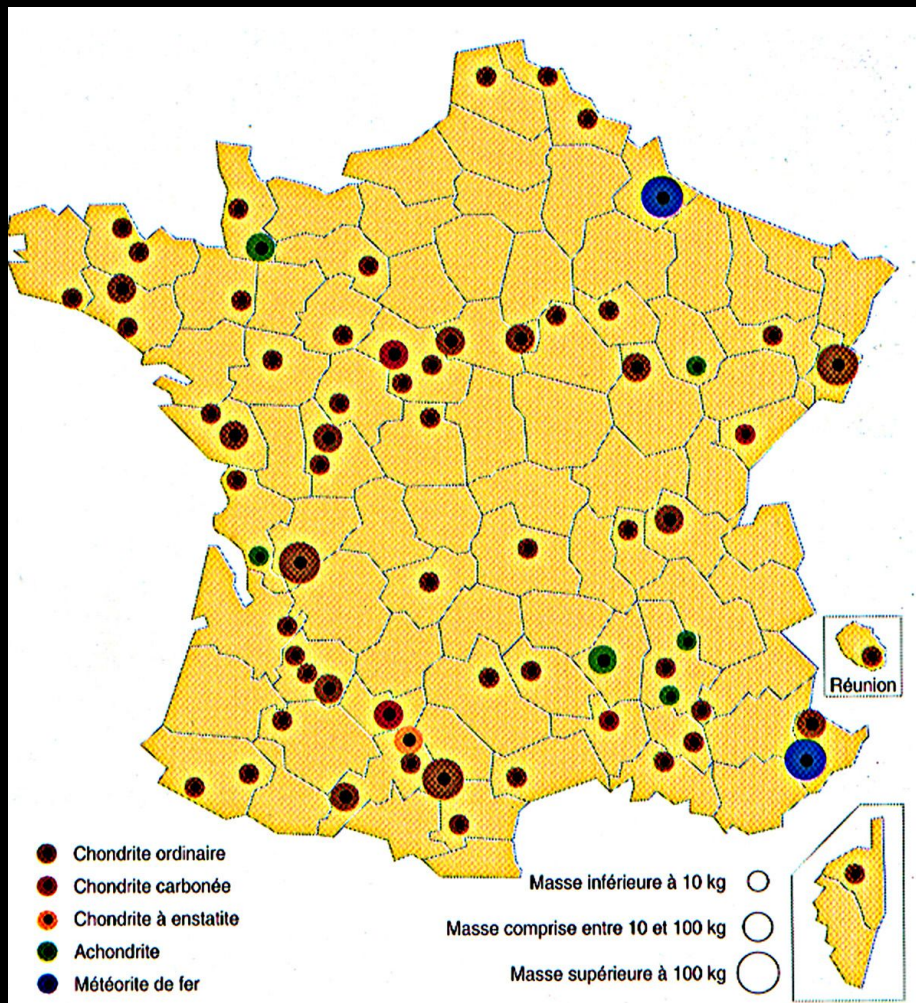 Réunion
Chondrite ordinaire
Chondrite carbonée
Chondrite à enstatite
Achondrite
Météorite de fer
Masse inférieure à 10 kg
Masse comprise entre 10 et 100 kg
Masse supérieure à 100 kg